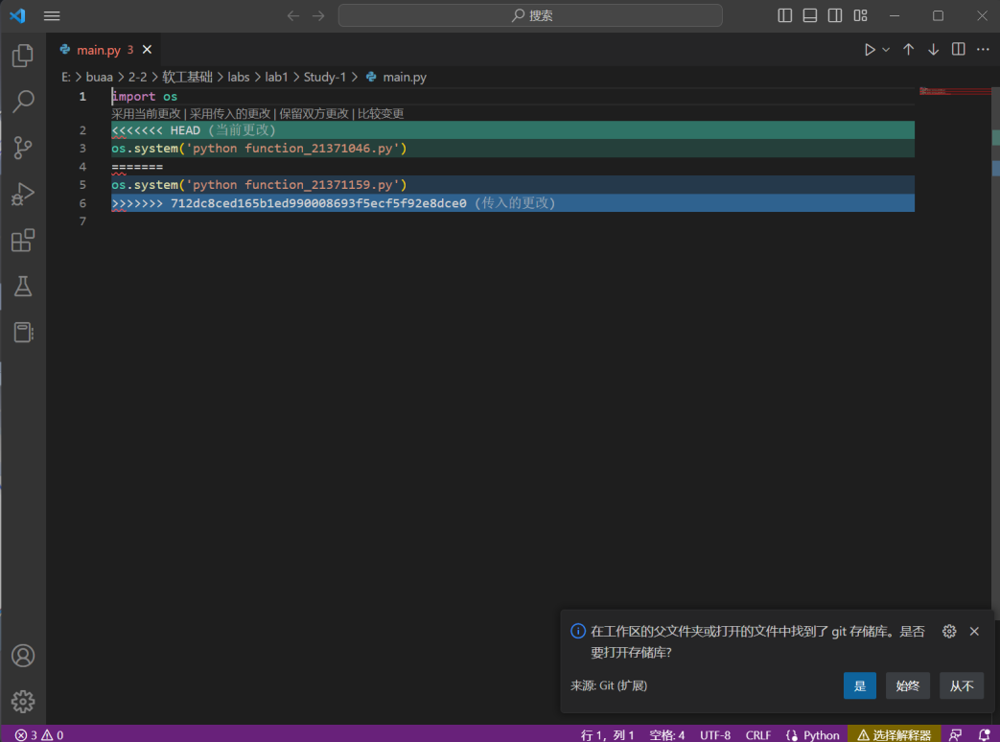 搜索
main.py 3
E: > buaa > 2-2 > 软工基础 > labs > lab1 > Study-1 > main.py
1 import os
采用当前更改 | 采用传入的更改 | 保留双方更改 | 比较变更
2 <<<<<<< HEAD (当前更改)
3 os.system('python function_21371046.py')
4 =======
5 os.system('python function_21371159.py')
6 >>>>>>> 712dc8ced165b1ed990008693f5ecf5f92e8dce0 (传入的更改)
7
在工作区的父文件夹或打开的文件中找到了 git 存储库。是否
要打开存储库?
来源: Git (扩展)
是 始终 从不
3 0 行 1，列 1 空格: 4 UTF-8 CRLF Python 选择解释器